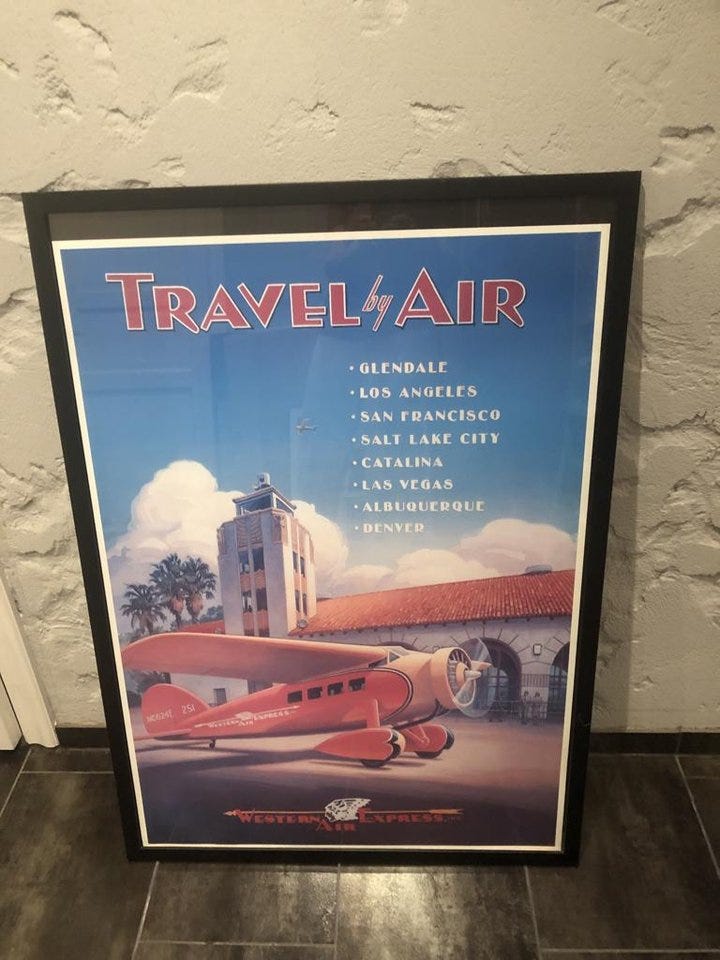 TRAVEL by AIR
• GLENDALE
• LOS ANGELES
• SAN FRANCISCO
• SALT LAKE CITY
• CATALINA
• LAS VEGAS
• ALBUQUERQUE
• DENVER
251
WESTERN AIR EXPRESS
WESTERN AIR EXPRESS, INC.